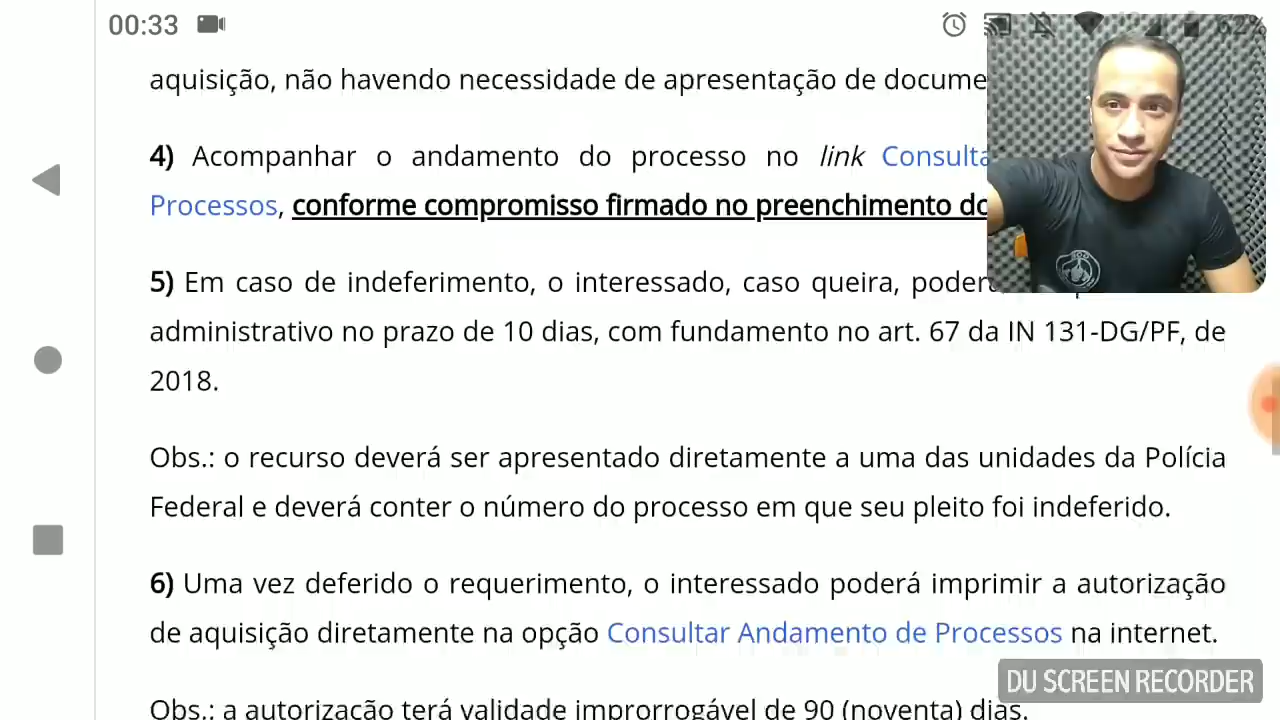 00:33
62%
aquisição, não havendo necessidade de apresentação de docume
4) Acompanhar o andamento do processo no link Consulta
Processos, conforme compromisso firmado no preenchimento do
5) Em caso de indeferimento, o interessado, caso queira, poderá
administrativo no prazo de 10 dias, com fundamento no art. 67 da IN 131-DG/PF, de
2018.
Obs.: o recurso deverá ser apresentado diretamente a uma das unidades da Polícia
Federal e deverá conter o número do processo em que seu pleito foi indeferido.
6) Uma vez deferido o requerimento, o interessado poderá imprimir a autorização
de aquisição diretamente na opção Consultar Andamento de Processos na internet.
DU SCREEN RECORDER
Obs.: a autorização terá validade improrrogável de 90 (noventa) dias.